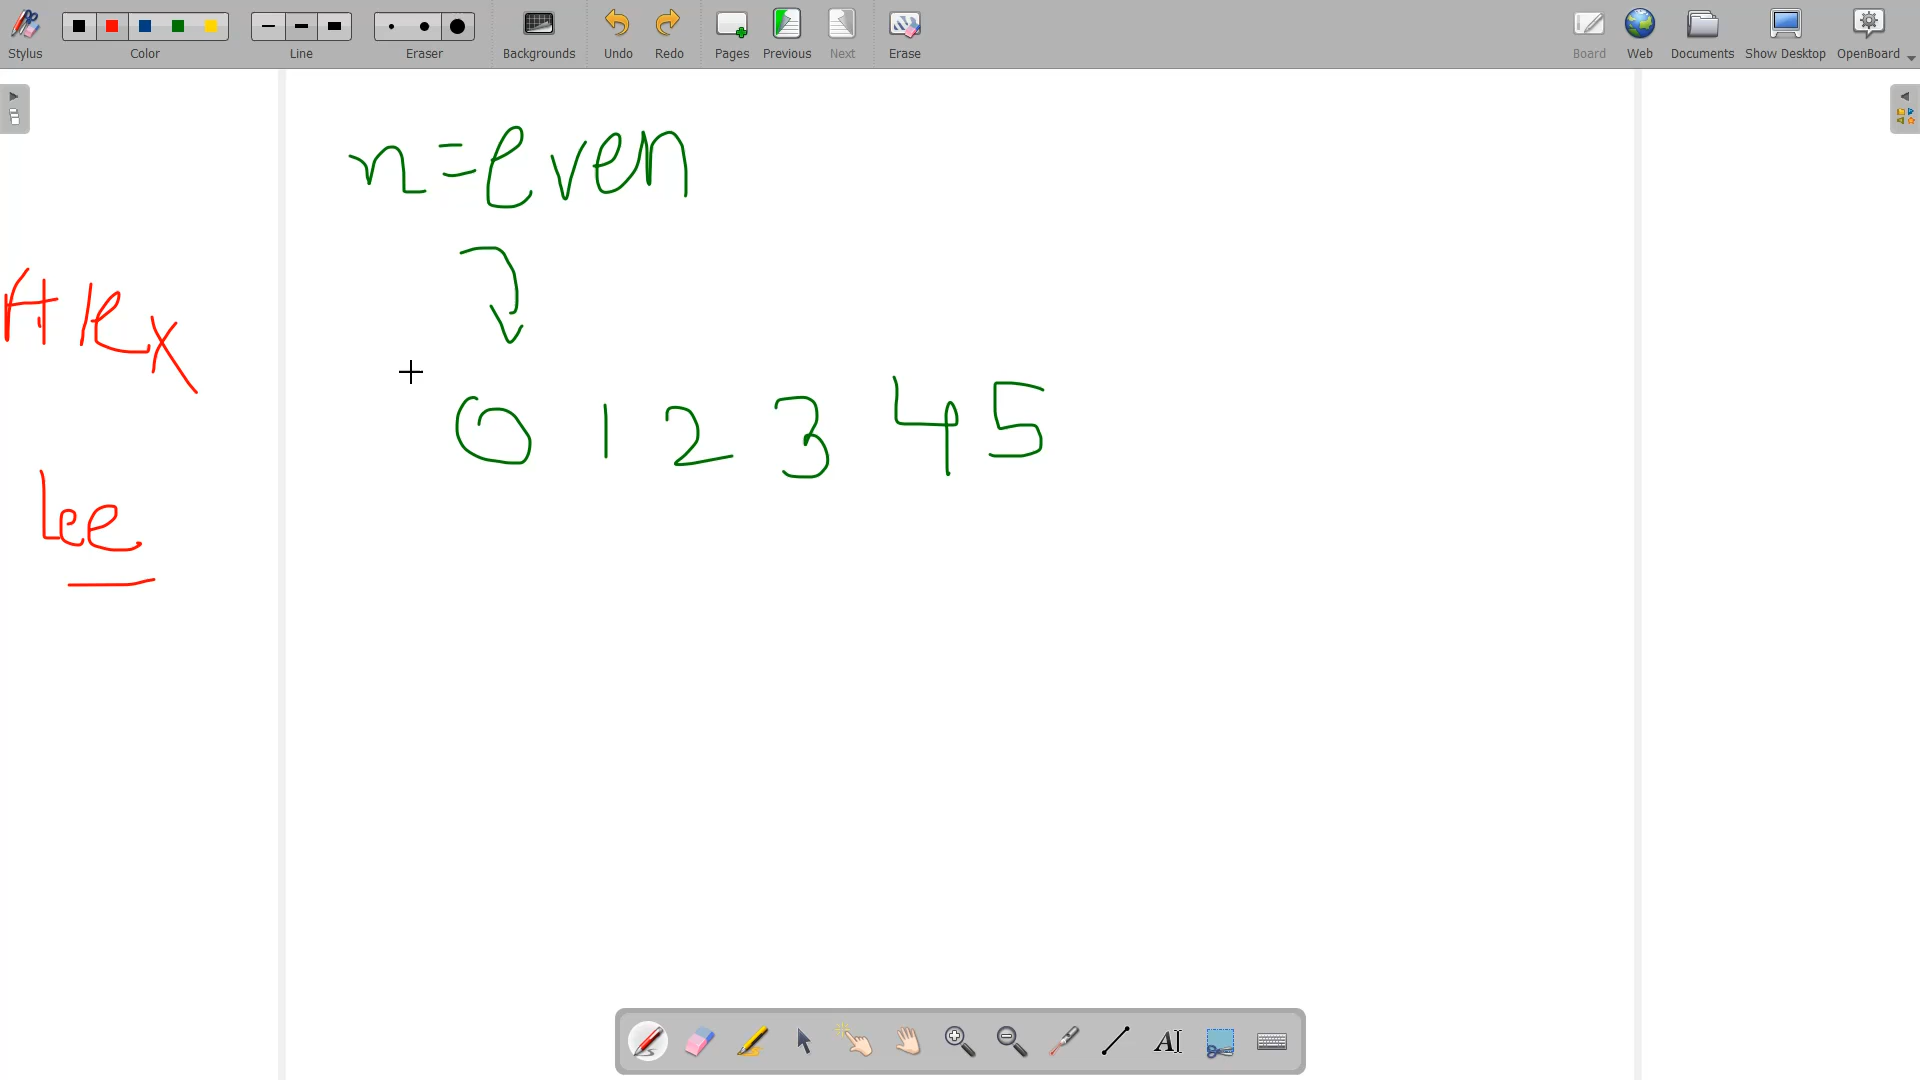 Stylus Color Line Eraser Backgrounds Undo Redo Pages Previous Next Erase Board Web Documents Show Desktop OpenBoard
n=even
Alex
0 1 2 3 4 5
Lee
AI